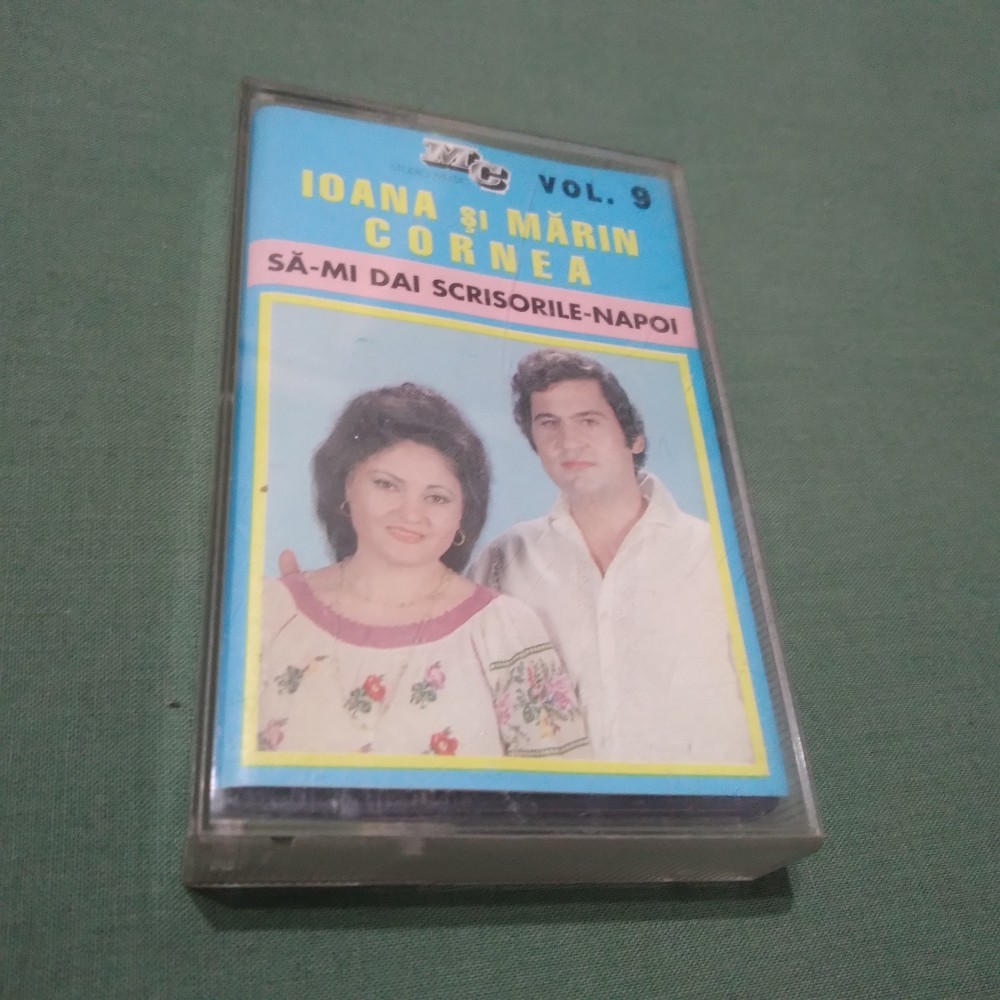 MC
VOL. 9
IOANA ȘI MĂRIN
CORNEA
SĂ-MI DAI SCRISORILE-NAPOI